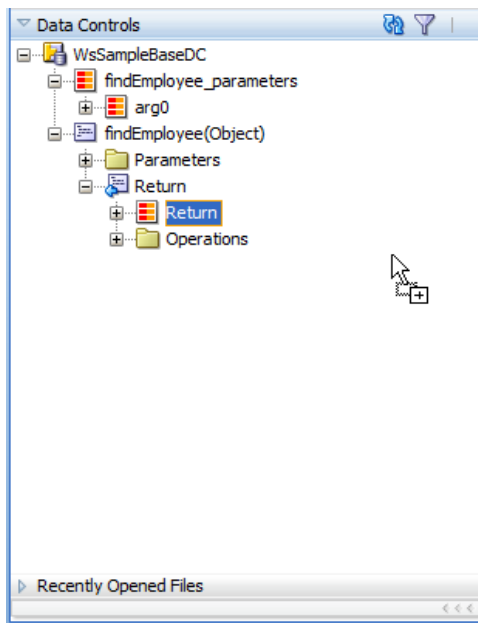 Data Controls
WsSampleBaseDC
findEmployee_parameters
arg0
findEmployee(Object)
Parameters
Return
Return
Operations
Recently Opened Files